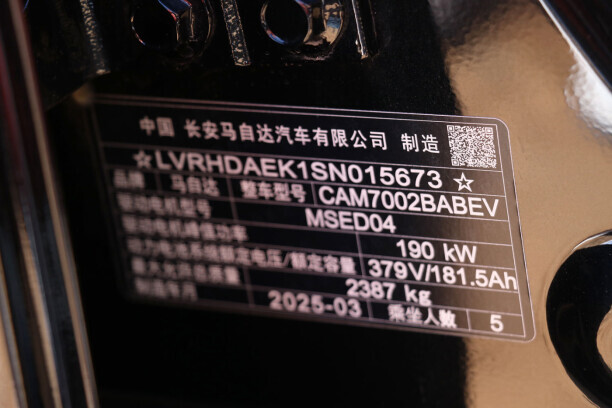 中国 长安马自达汽车有限公司 制造
☆LVRHDAEK1SN015673☆
品牌 马自达 整车型号 CAM7002BABEV
驱动电机型号 MSED04
驱动电机峰值功率 190 kW
动力电池系统额定电压/额定容量 379V/181.5Ah
最大允许总质量 2387 kg
制造年月 2025-03 乘坐人数 5